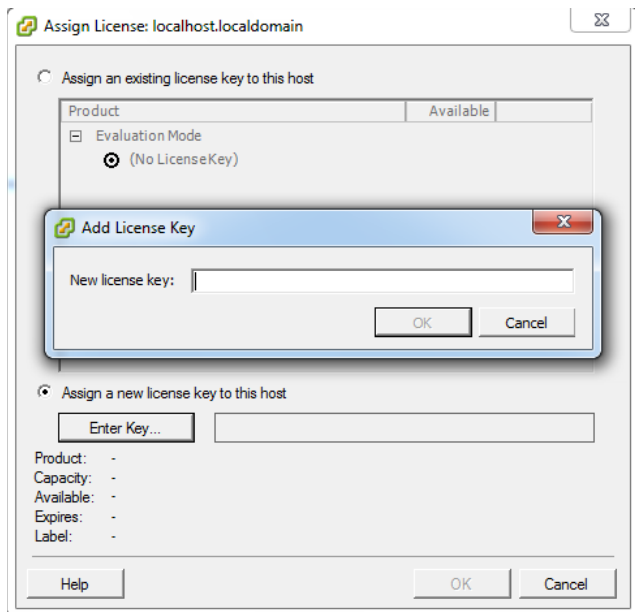 Assign License: localhost.localdomain
Assign an existing license key to this host
Product Available
Evaluation Mode
(No License Key)
Add License Key
New license key:
OK Cancel
Assign a new license key to this host
Enter Key...
Product: -
Capacity: -
Available: -
Expires: -
Label: -
Help OK Cancel